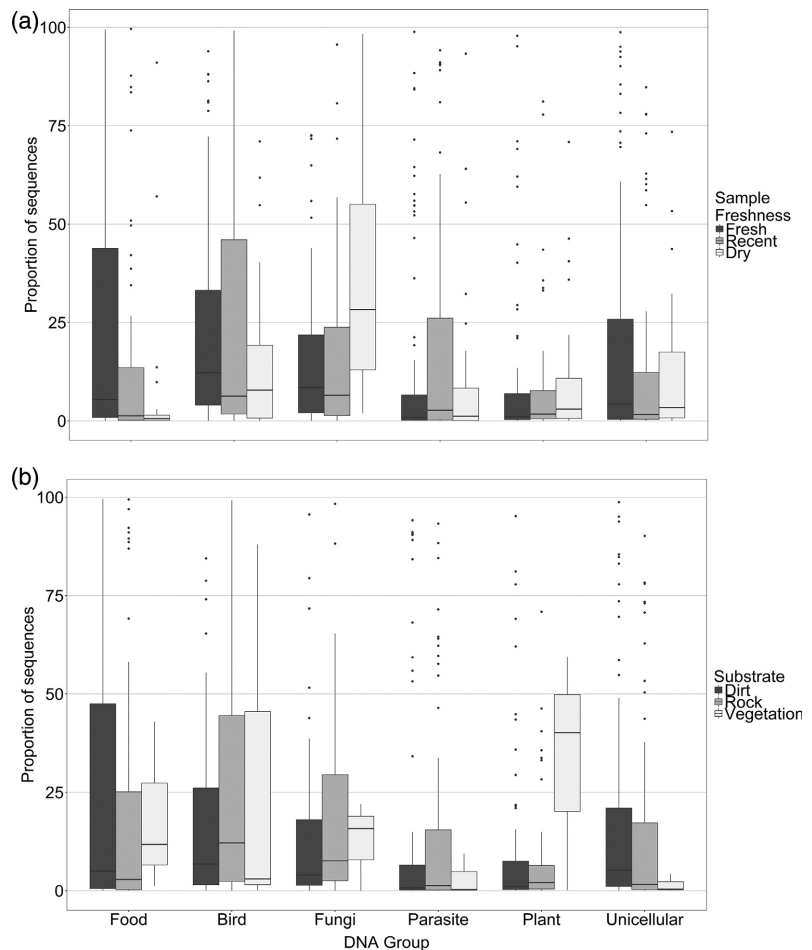 (a)
100
75
50
25
0
Proportion of sequences
Sample
Freshness
Fresh
Recent
Dry
(b)
100
75
50
25
0
Proportion of sequences
Substrate
Dirt
Rock
Vegetation
Food Bird Fungi Parasite Plant Unicellular
DNA Group